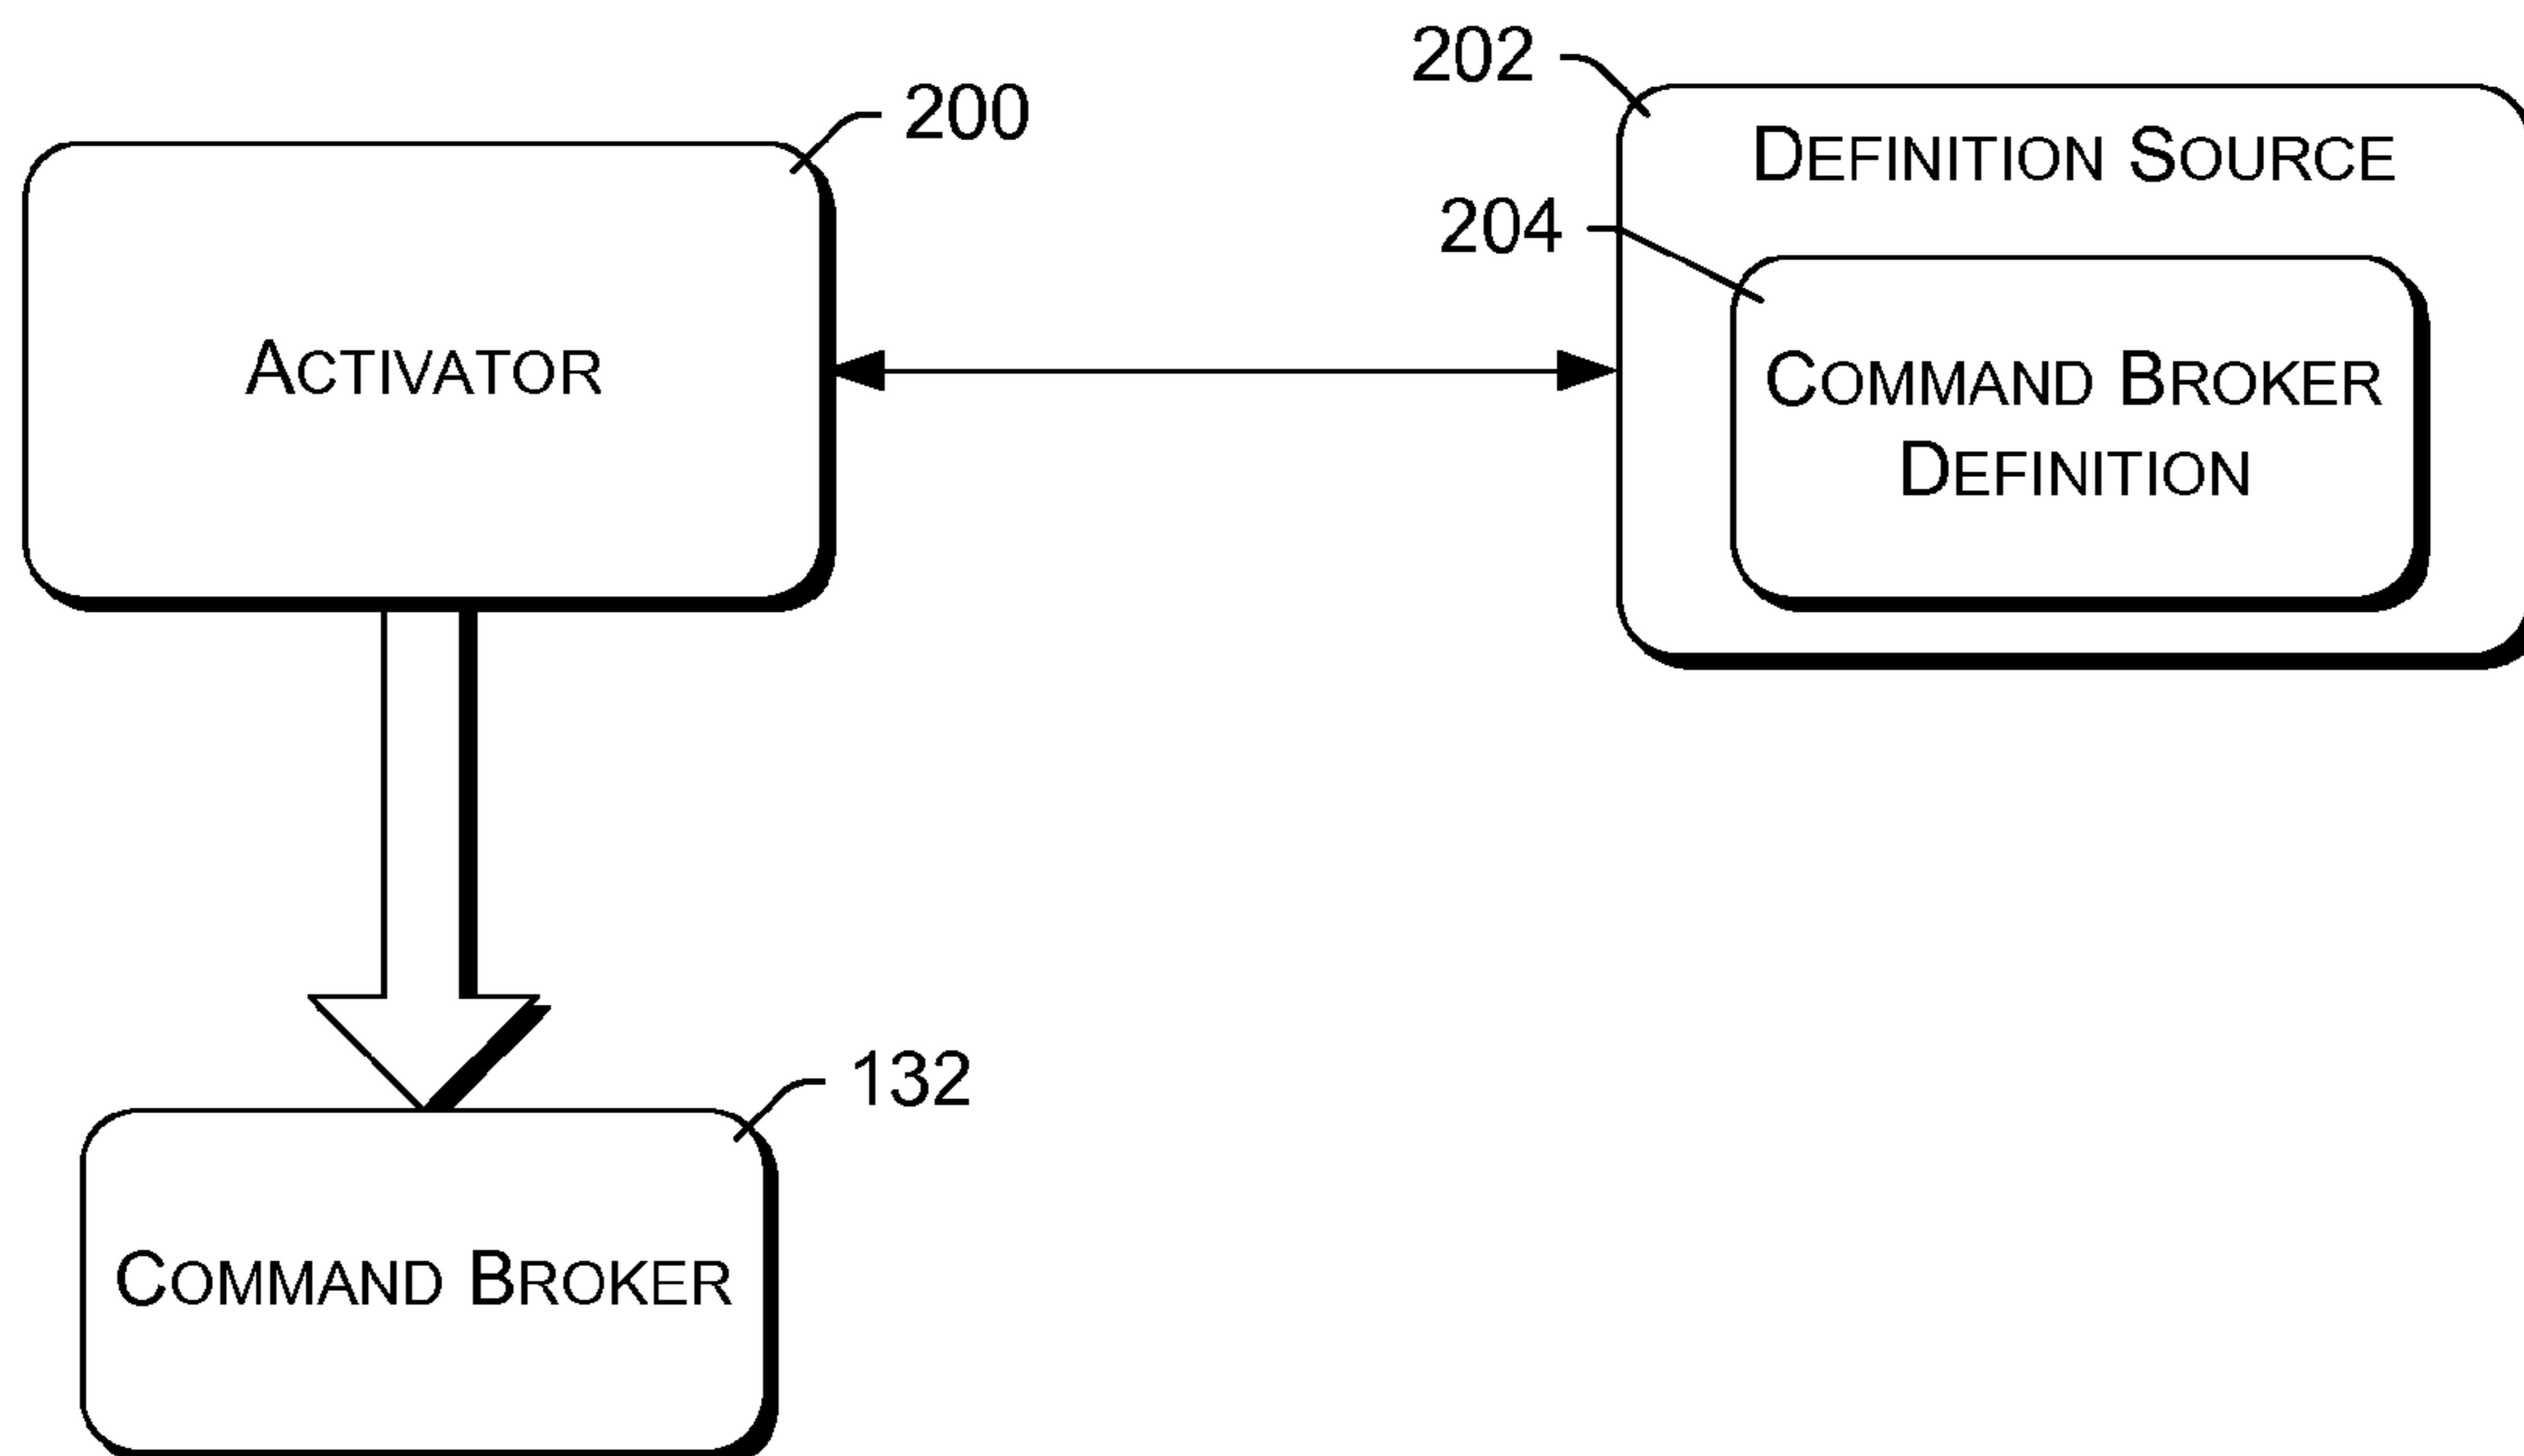 202
200
DEFINITION SOURCE
204
ACTIVATOR
COMMAND BROKER
DEFINITION
132
COMMAND BROKER